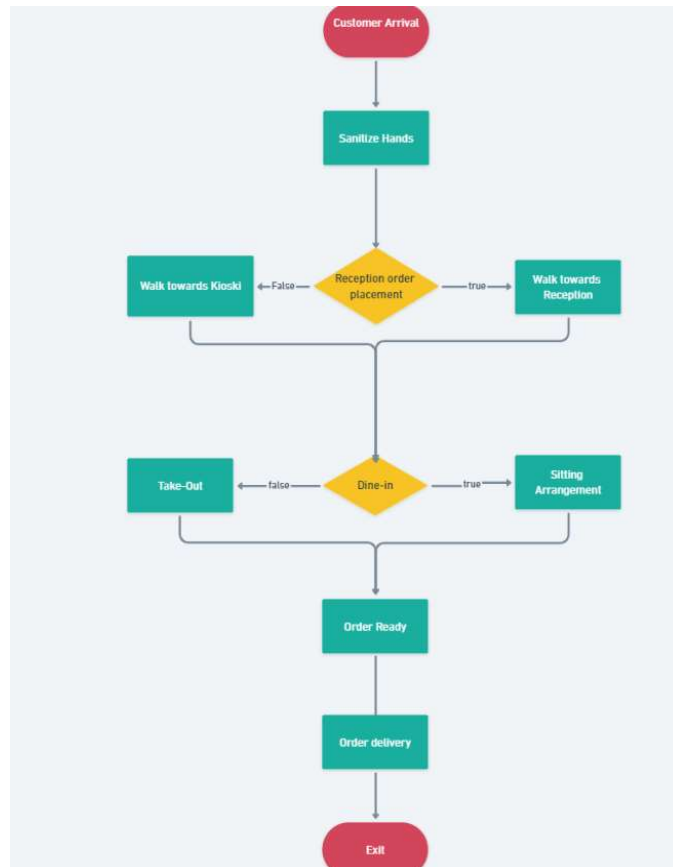 Customer Arrival
Sanitize Hands
Walk towards Kioski
False
Reception order
placement
true
Walk towards
Reception
Take-Out
false
Dine-in
true
Sitting
Arrangement
Order Ready
Order delivery
Exit